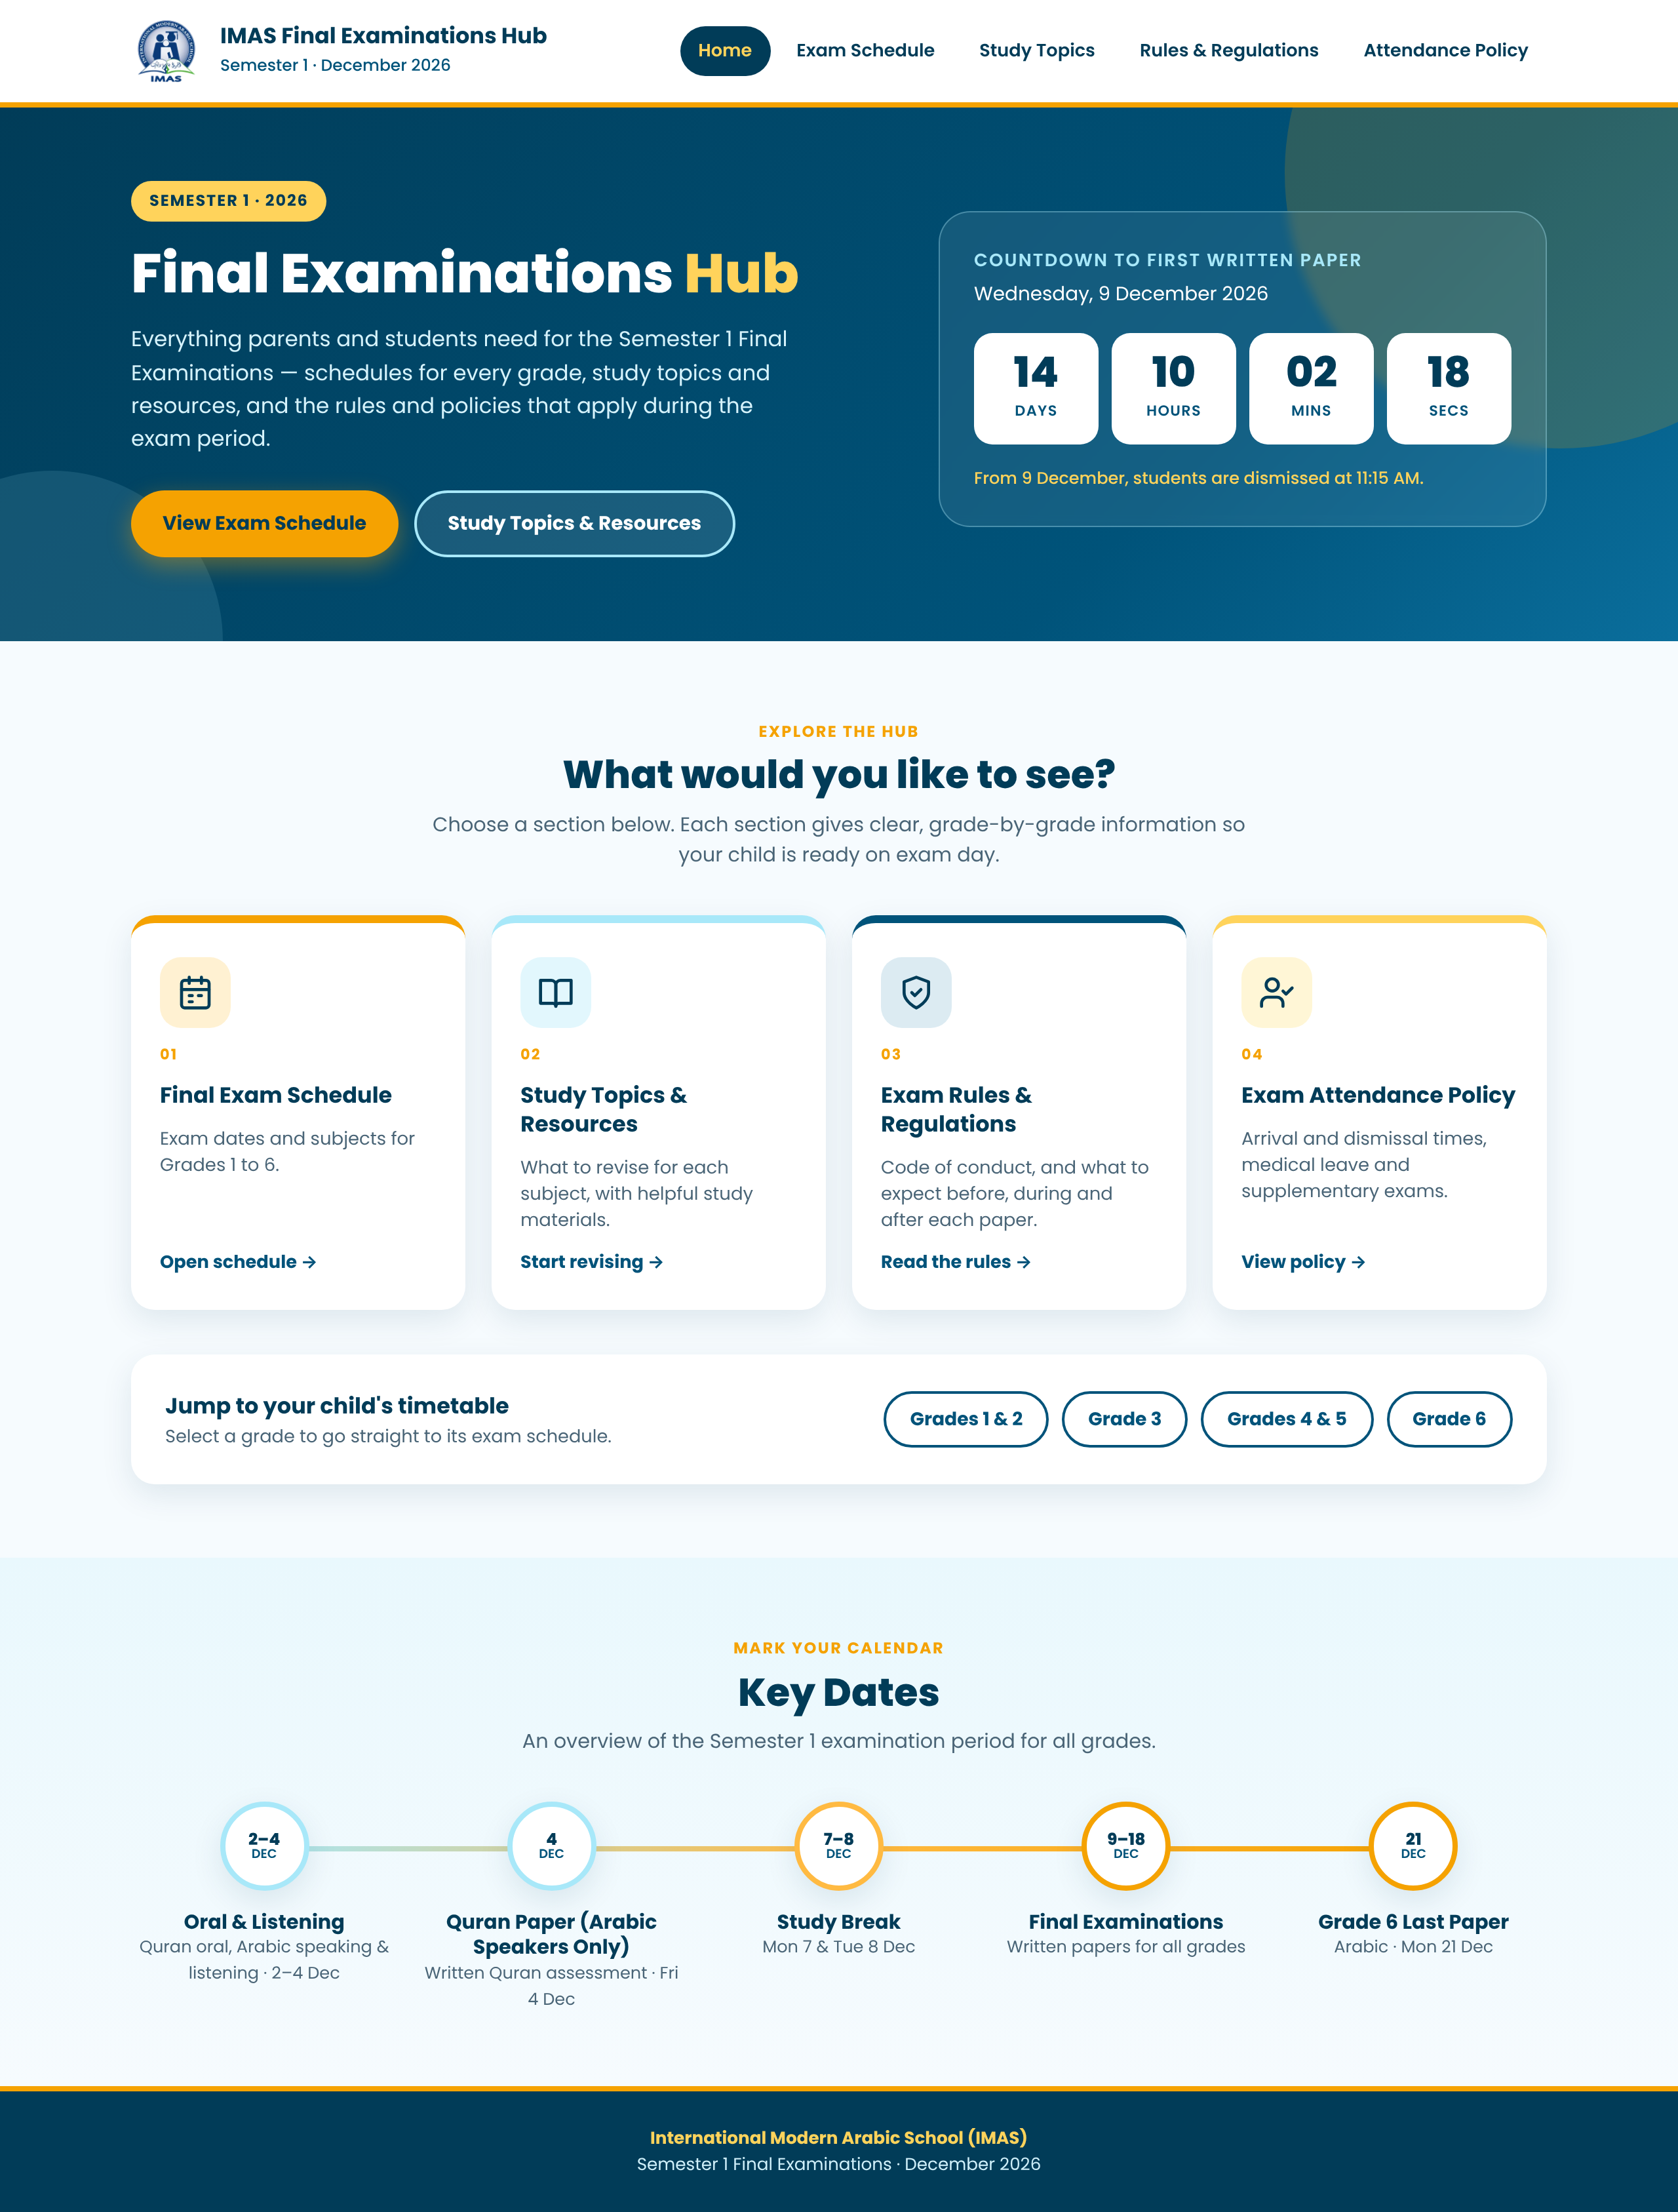 IMAS
IMAS Final Examinations Hub
Semester 1 · December 2026
Home
Exam Schedule
Study Topics
Rules & Regulations
Attendance Policy
SEMESTER 1 · 2026
Final Examinations Hub
Everything parents and students need for the Semester 1 Final
Examinations — schedules for every grade, study topics and
resources, and the rules and policies that apply during the
exam period.
View Exam Schedule
Study Topics & Resources
COUNTDOWN TO FIRST WRITTEN PAPER
Wednesday, 9 December 2026
14
DAYS
10
HOURS
02
MINS
18
SECS
From 9 December, students are dismissed at 11:15 AM.
EXPLORE THE HUB
What would you like to see?
Choose a section below. Each section gives clear, grade-by-grade information so
your child is ready on exam day.
01
Final Exam Schedule
Exam dates and subjects for
Grades 1 to 6.
Open schedule →
02
Study Topics &
Resources
What to revise for each
subject, with helpful study
materials.
Start revising →
03
Exam Rules &
Regulations
Code of conduct, and what to
expect before, during and
after each paper.
Read the rules →
04
Exam Attendance Policy
Arrival and dismissal times,
medical leave and
supplementary exams.
View policy →
Jump to your child's timetable
Select a grade to go straight to its exam schedule.
Grades 1 & 2
Grade 3
Grades 4 & 5
Grade 6
MARK YOUR CALENDAR
Key Dates
An overview of the Semester 1 examination period for all grades.
2–4
DEC
Oral & Listening
Quran oral, Arabic speaking &
listening · 2–4 Dec
4
DEC
Quran Paper (Arabic
Speakers Only)
Written Quran assessment · Fri
4 Dec
7–8
DEC
Study Break
Mon 7 & Tue 8 Dec
9–18
DEC
Final Examinations
Written papers for all grades
21
DEC
Grade 6 Last Paper
Arabic · Mon 21 Dec
International Modern Arabic School (IMAS)
Semester 1 Final Examinations · December 2026